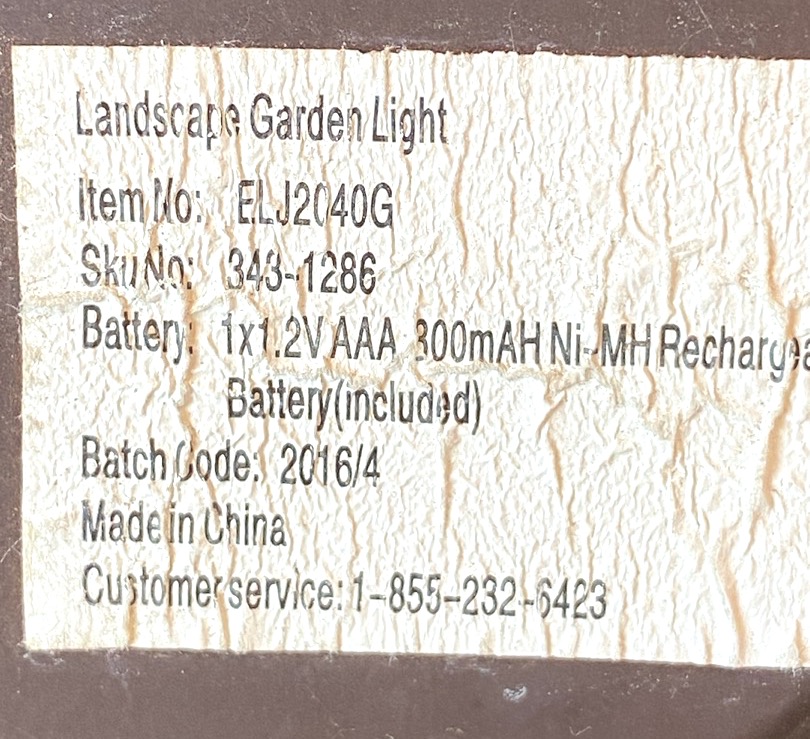 Landscape Garden Light
Item No: ELJ2040G
Sku No: 343-1286
Battery: 1x1.2V AAA 300mAH Ni-MH
Battery(included)
Batch Code: 2016/4
Made in China
Customer service: 1-855-232-6423